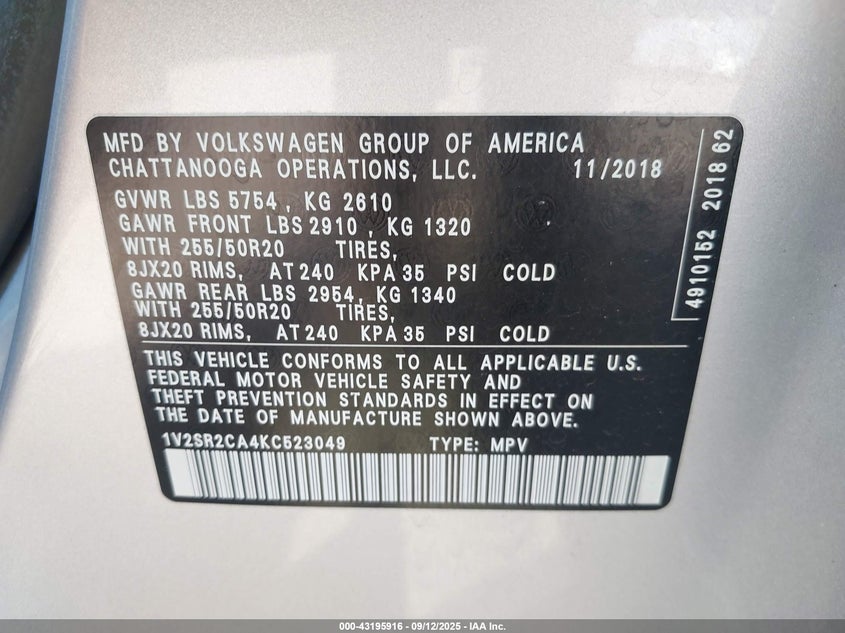 MFD BY VOLKSWAGEN GROUP OF AMERICA
CHATTANOOGA OPERATIONS, LLC. 11/2018
GVWR LBS 5754 , KG 2610
GAWR FRONT LBS 2910 , KG 1320
WITH 255/50R20 TIRES,
8JX20 RIMS, AT 240 KPA 35 PSI COLD
GAWR REAR LBS 2954, KG 1340
WITH 255/50R20 TIRES,
8JX20 RIMS, AT 240 KPA 35 PSI COLD
4910152 2018 62
THIS VEHICLE CONFORMS TO ALL APPLICABLE U.S.
FEDERAL MOTOR VEHICLE SAFETY AND
THEFT PREVENTION STANDARDS IN EFFECT ON
THE DATE OF MANUFACTURE SHOWN ABOVE.
1V2SR2CA4KC523049 TYPE: MPV
000-43195916 - 09/12/2025 - IAA Inc.